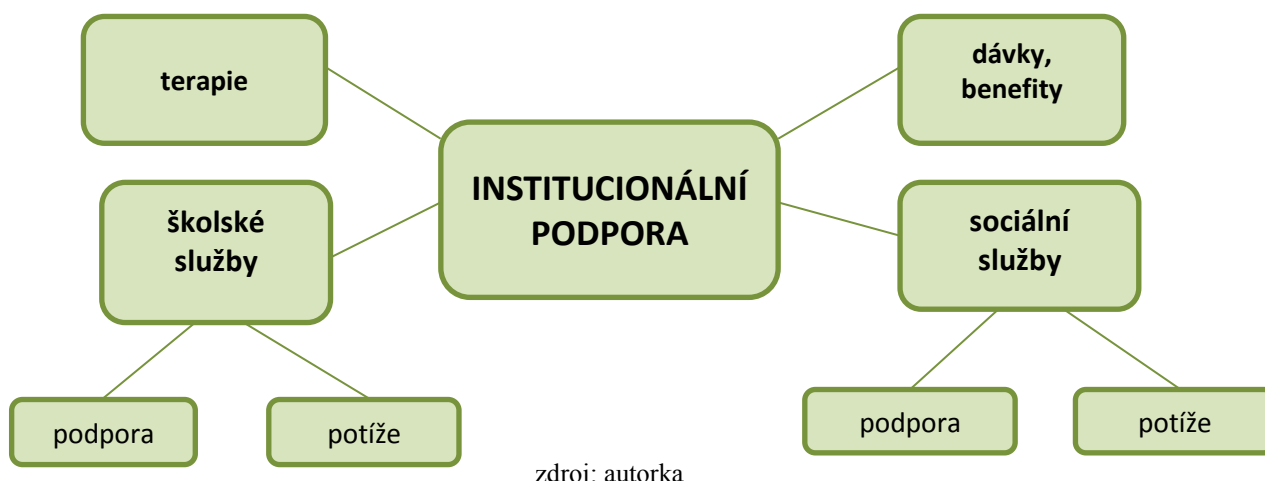 terapie
dávky,
benefity
INSTITUCIONÁLNÍ
PODPORA
školské
služby
sociální
služby
podpora
potíže
podpora
potíže
zdroj: autorka